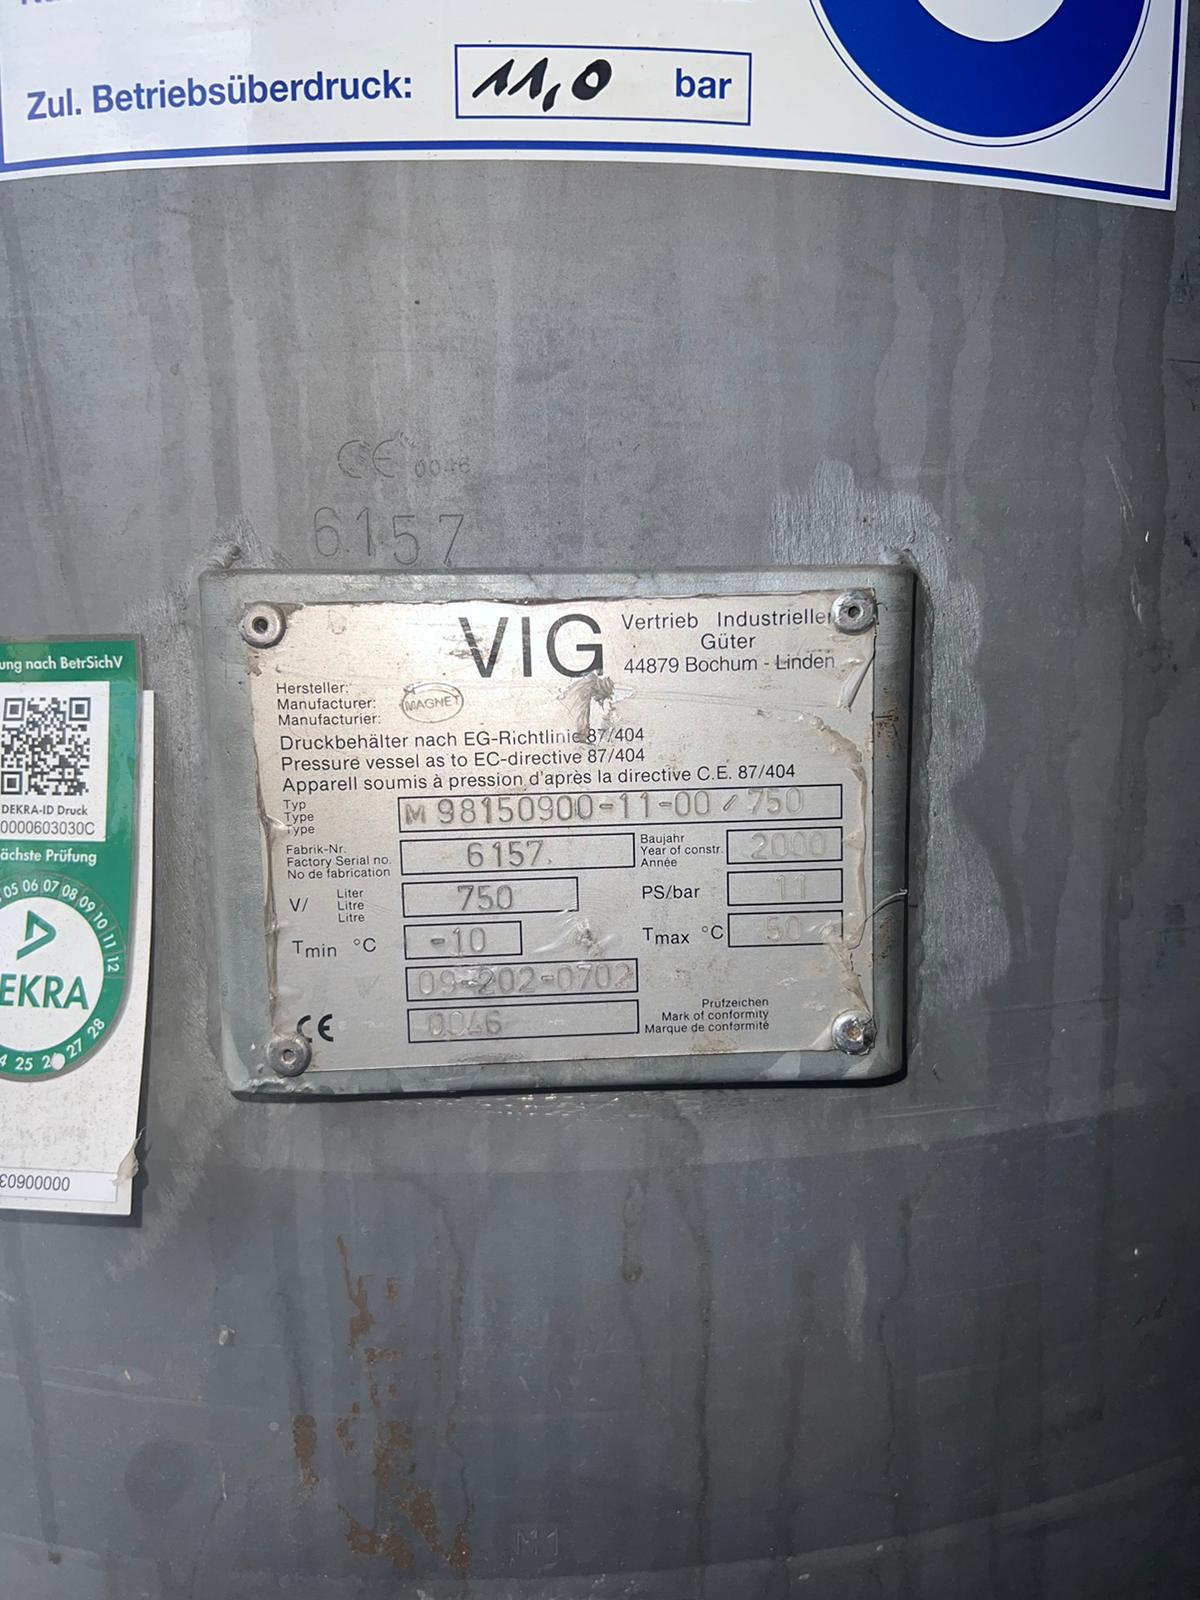 Zul. Betriebsüberdruck: 11,0 bar
CE 0046
6157
VIG
Vertrieb Industrieller
Güter
44879 Bochum - Linden
Hersteller:
Manufacturer:
Manufacturier:
MAGNET
Druckbehälter nach EG-Richtlinie 87/404
Pressure vessel as to EC-directive 87/404
Apparell soumis à pression d'après la directive C.E. 87/404
Typ
Type
Type
M 98150900-11-00 / 750
Fabrik-Nr.
Factory Serial no.
No de fabrication
6157.
Baujahr
Year of constr.
Année
2000
V/
Liter
Litre
Litre
750
PS/bar
11
Tmin °C
-10
Tmax °C
50
09-202-0702
CE
0046
Prüfzeichen
Mark of conformity
Marque de conformité
ung nach BetrSichV
DEKRA-ID Druck
0000603030C
ächste Prüfung
05 06 07 08 09 10 11 12
EKRA
25 27 28
M1